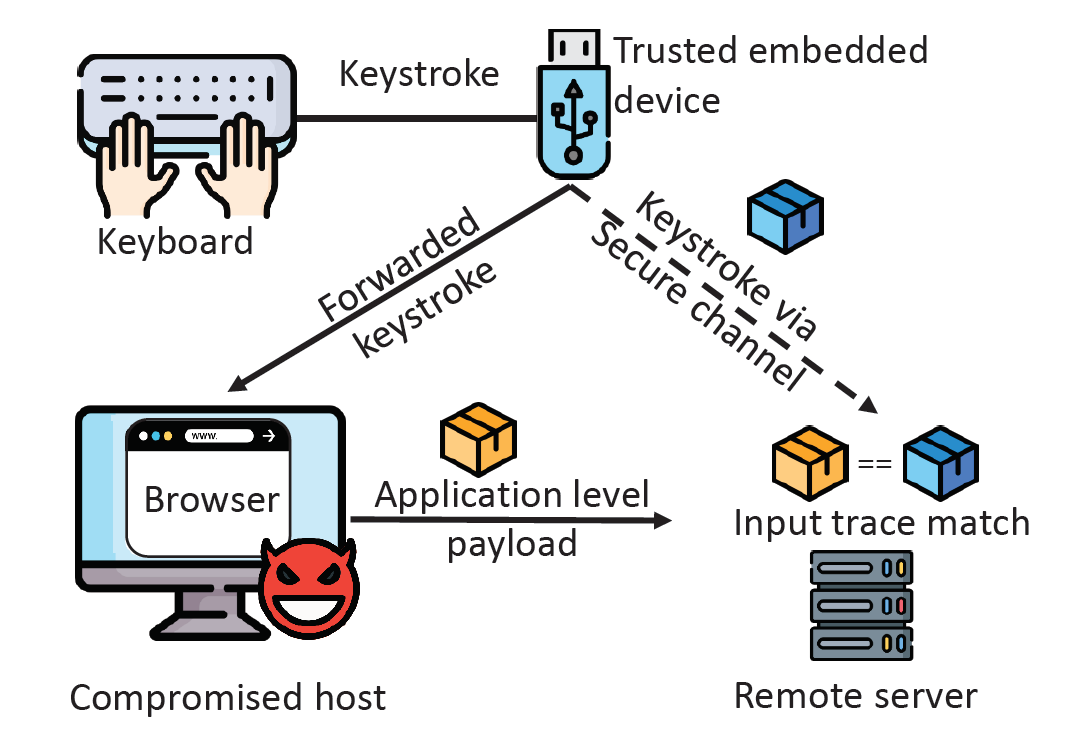 Keystroke
Trusted embedded
device
Keyboard
Forwarded
keystroke
Keystroke via
Secure channel
www.
Browser
Application level
payload
==
Input trace match
Compromised host
Remote server